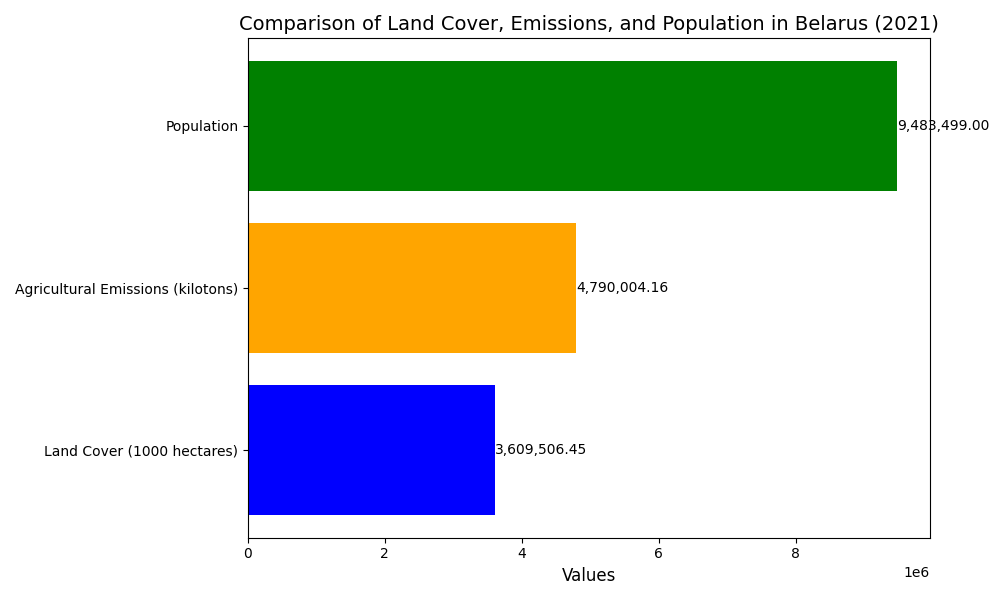 Comparison of Land Cover, Emissions, and Population in Belarus (2021)
Population
9,483,499.00
Agricultural Emissions (kilotons)
4,790,004.16
Land Cover (1000 hectares)
3,609,506.45
0 2 4 6 8
1e6
Values